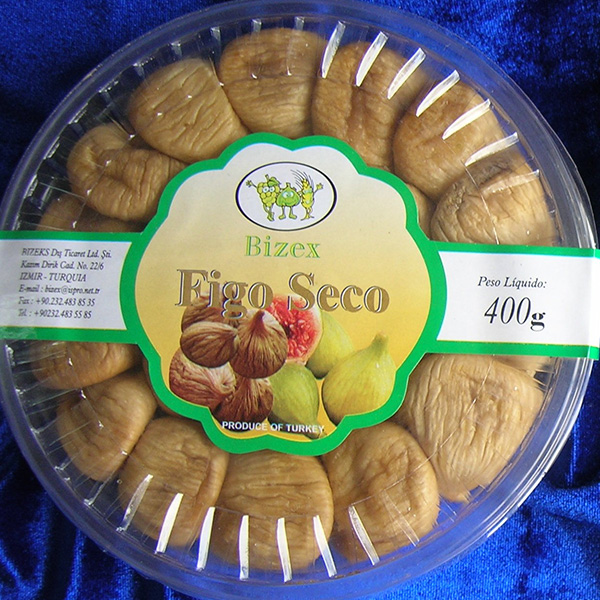 BIZEKS Dış Ticaret Ltd. Şti.
Kazım Dirik Cad. No. 22/6
IZMIR - TURQUIA
E-mail : bizex@ispro.net.tr
Fax : +90.232.483 85 35
Tel. : +90232.483 55 85
Bizex
Figo Seco
PRODUCE OF TURKEY
Peso Líquido:
400g